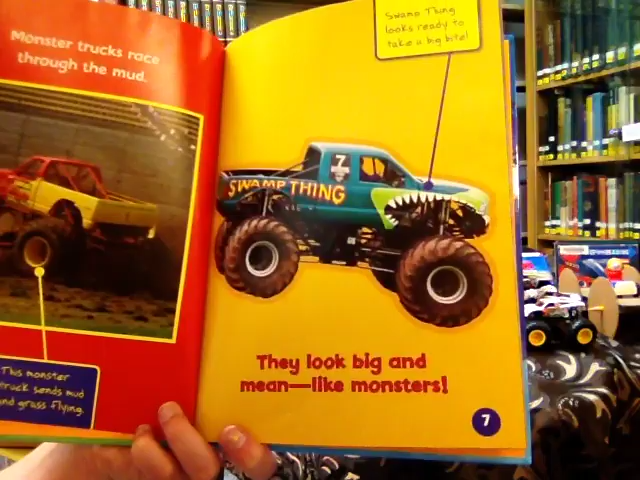 Monster trucks race
through the mud.
This monster
truck sends mud
and grass flying.
Swamp Thing
looks ready to
take a big bite!
7
SWAMP THING
They look big and
mean—like monsters!
7